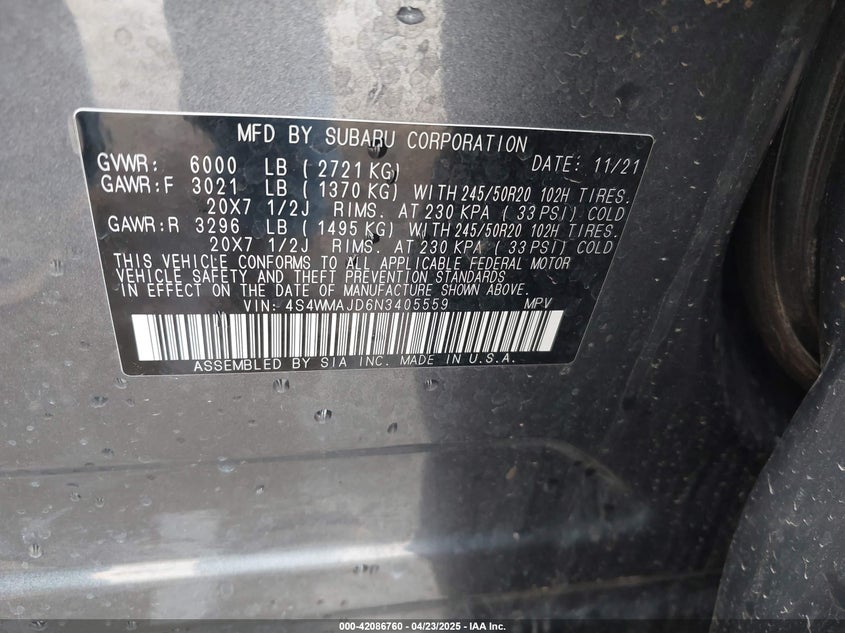 MFD BY SUBARU CORPORATION
GVWR: 6000 LB ( 2721 KG) DATE: 11/21
GAWR:F 3021 LB ( 1370 KG) WITH 245/50R20 102H TIRES.
20X7 1/2J RIMS. AT 230 KPA ( 33 PSI) COLD
GAWR:R 3296 LB ( 1495 KG) WITH 245/50R20 102H TIRES.
20X7 1/2J RIMS. AT 230 KPA ( 33 PSI) COLD
THIS VEHICLE CONFORMS TO ALL APPLICABLE FEDERAL MOTOR
VEHICLE SAFETY AND THEFT PREVENTION STANDARDS
IN EFFECT ON THE DATE OF MANUFACTURE SHOWN ABOVE.
VIN: 4S4WMAJD6N3405559 MPV
ASSEMBLED BY SIA INC. MADE IN U.S.A.
000-42086760 - 04/23/2025 - IAA Inc.